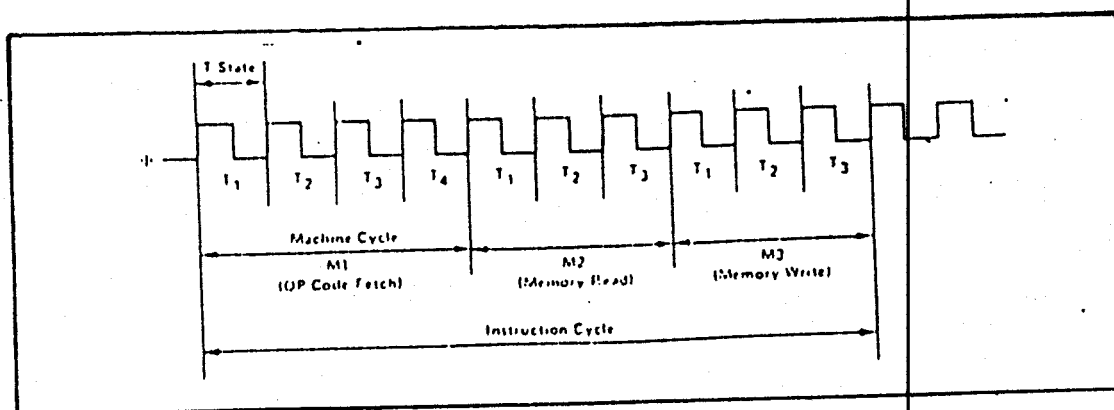 T State
Φ
T1 T2 T3 T4 T1 T2 T3 T1 T2 T3
Machine Cycle
M1 M2 M3
(OP Code Fetch) (Memory Read) (Memory Write)
Instruction Cycle